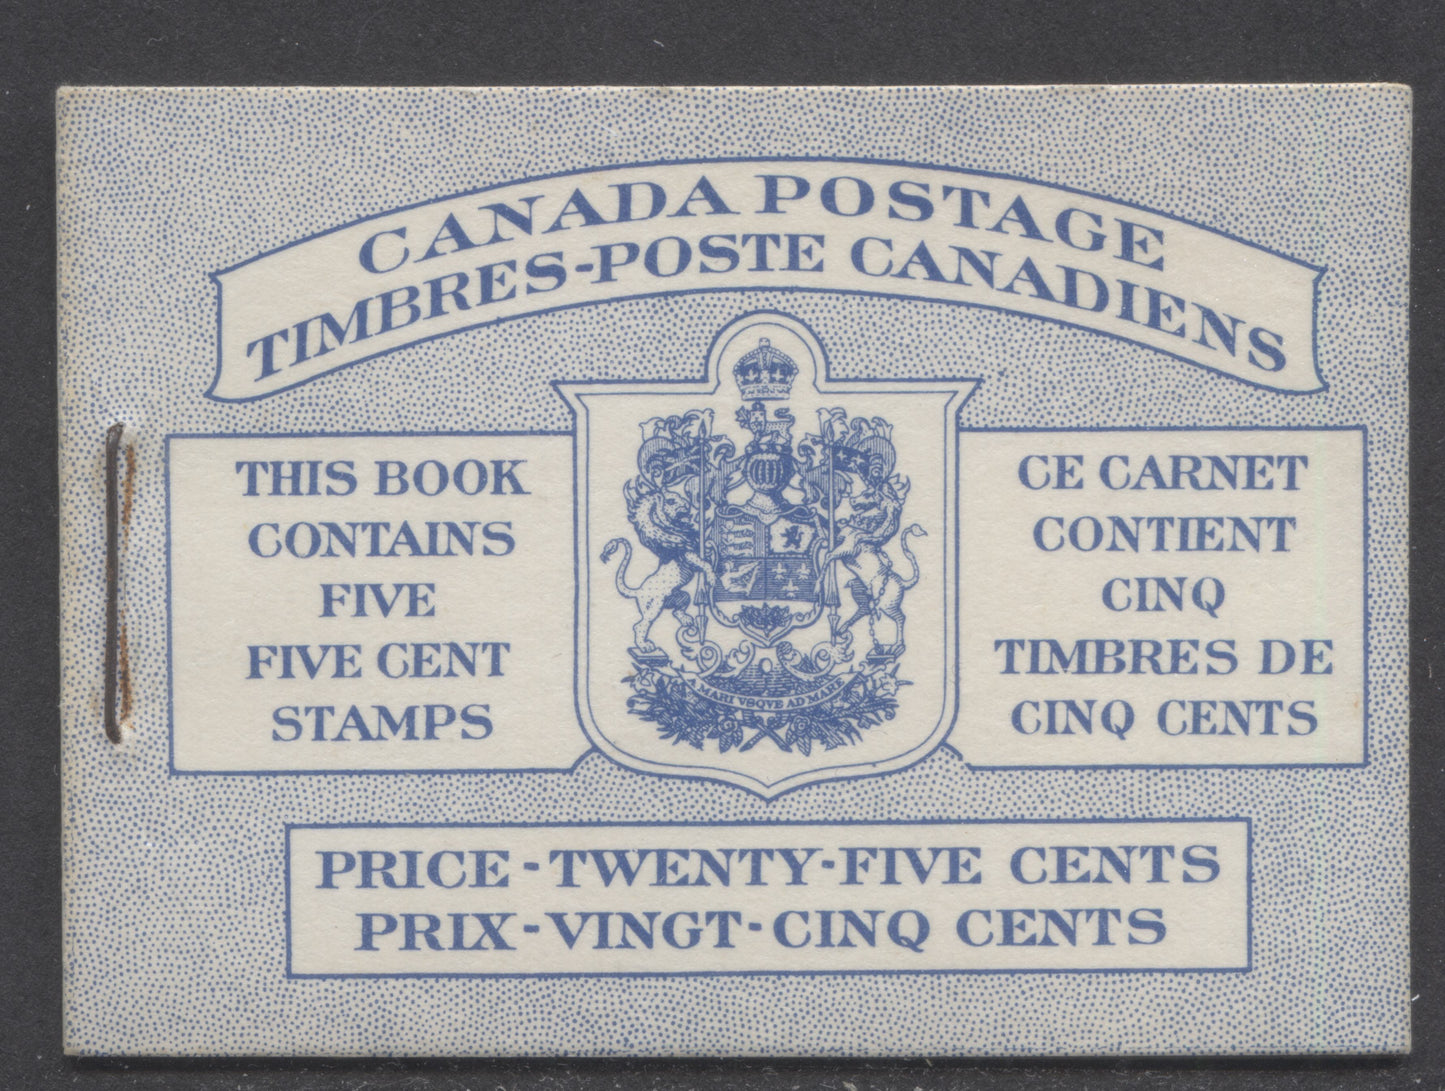 CANADA POSTAGE
TIMBRES-POSTE CANADIENS
THIS BOOK
CONTAINS
FIVE
FIVE CENT
STAMPS
A MARI VSQVE AD MARE
CE CARNET
CONTIENT
CINQ
TIMBRES DE
CINQ CENTS
PRICE - TWENTY-FIVE CENTS
PRIX - VINGT - CINQ CENTS